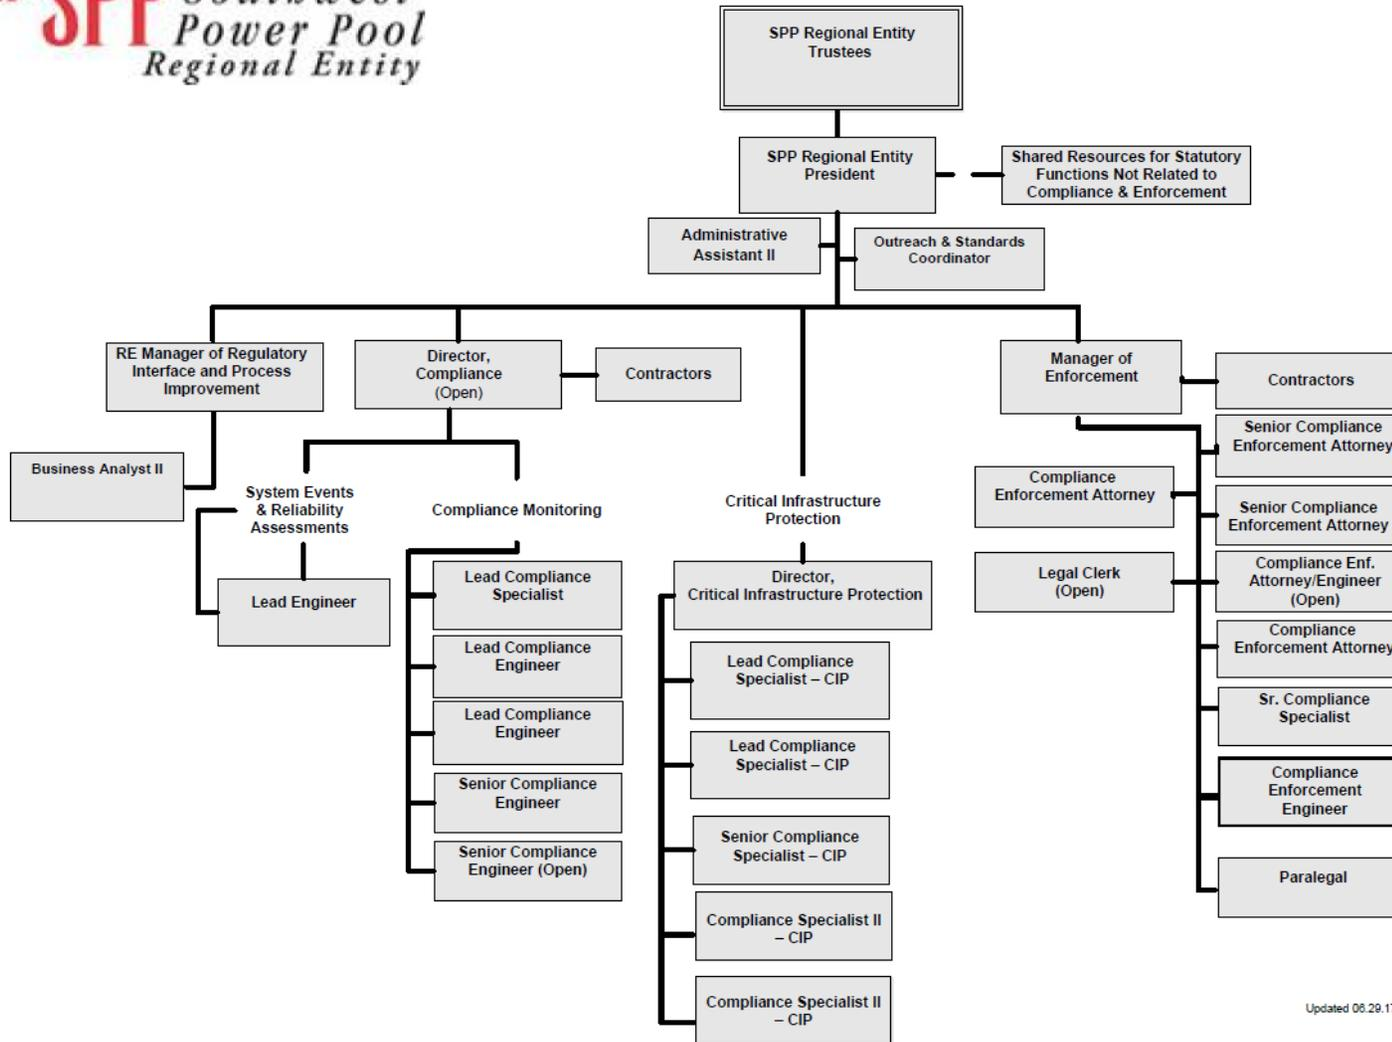 SPP Southwest
Power Pool
Regional Entity
SPP Regional Entity
Trustees
SPP Regional Entity
President
Shared Resources for Statutory
Functions Not Related to
Compliance & Enforcement
Administrative
Assistant II
Outreach & Standards
Coordinator
RE Manager of Regulatory
Interface and Process
Improvement
Director,
Compliance
(Open)
Contractors
Manager of
Enforcement
Contractors
Business Analyst II
System Events
& Reliability
Assessments
Lead Engineer
Compliance Monitoring
Lead Compliance
Specialist
Lead Compliance
Engineer
Lead Compliance
Engineer
Senior Compliance
Engineer
Senior Compliance
Engineer (Open)
Critical Infrastructure
Protection
Director,
Critical Infrastructure Protection
Lead Compliance
Specialist – CIP
Lead Compliance
Specialist – CIP
Senior Compliance
Specialist – CIP
Compliance Specialist II
– CIP
Compliance Specialist II
– CIP
Compliance
Enforcement Attorney
Legal Clerk
(Open)
Senior Compliance
Enforcement Attorney
Senior Compliance
Enforcement Attorney
Compliance Enf.
Attorney/Engineer
(Open)
Compliance
Enforcement Attorney
Sr. Compliance
Specialist
Compliance
Enforcement
Engineer
Paralegal
Updated 06.29.17